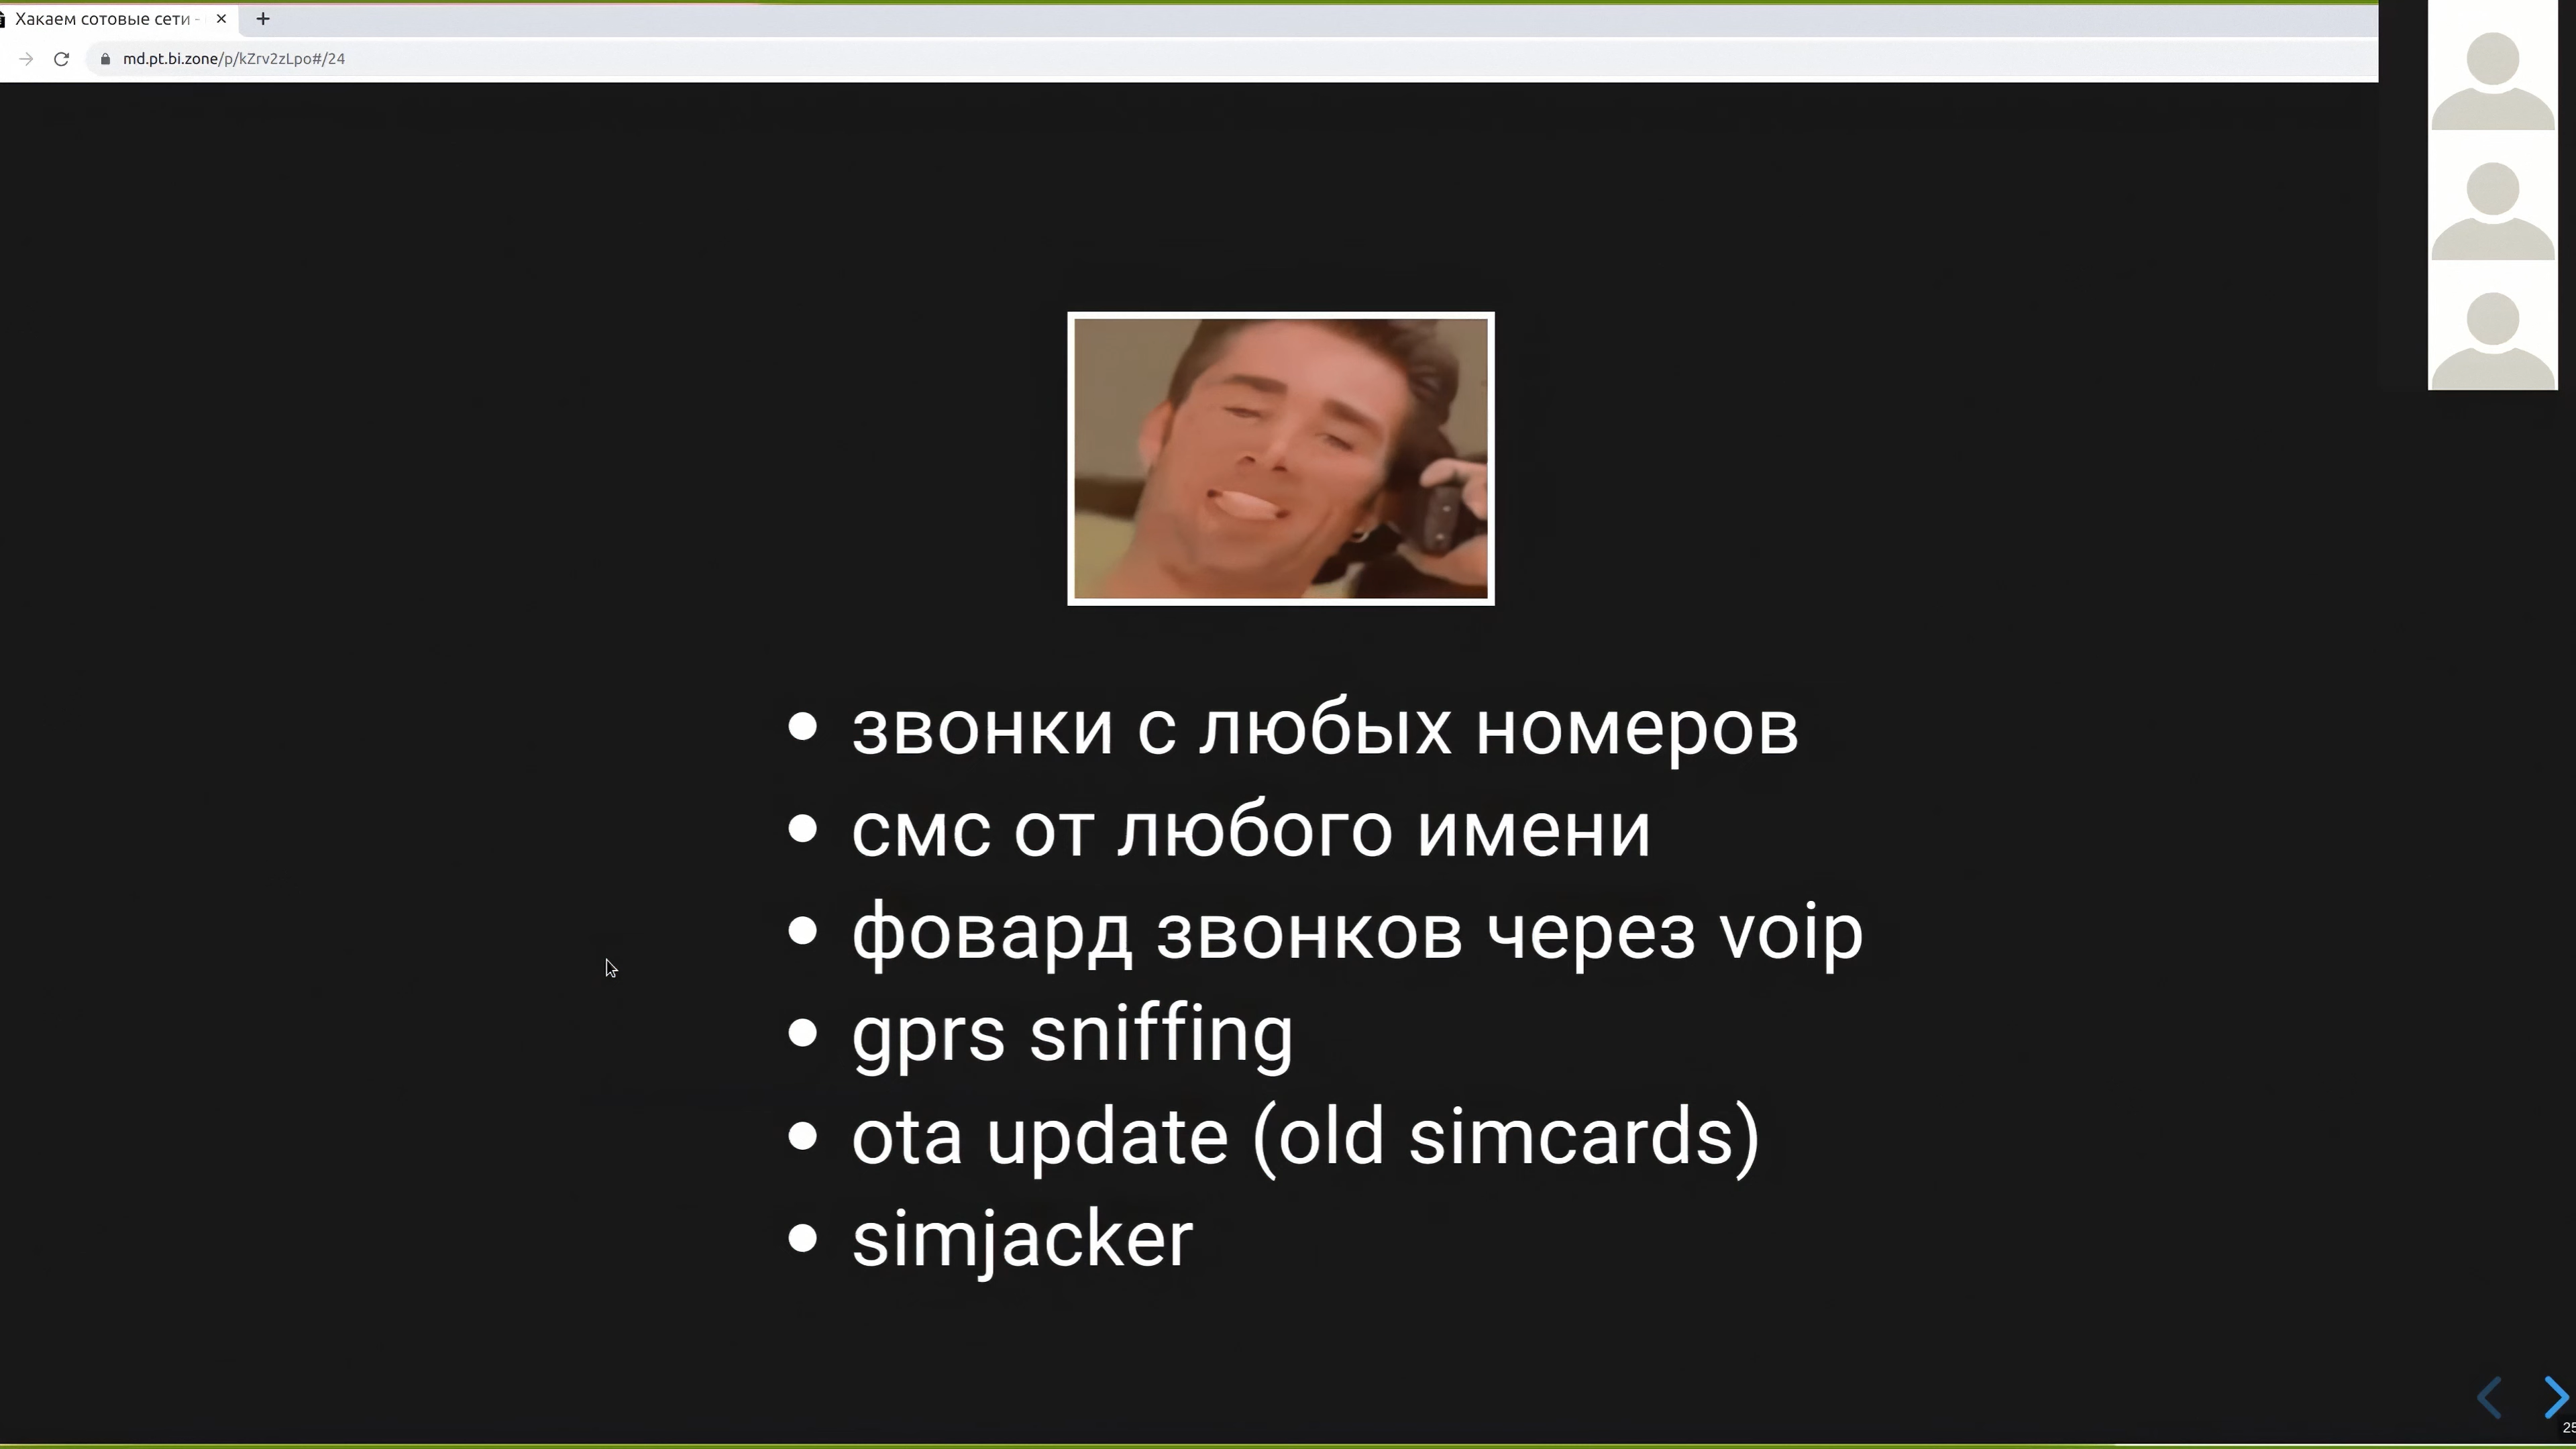 Хакаем сотовые сети -
md.pt.bi.zone/p/kZrv2zLpo#/24
звонки с любых номеров
смс от любого имени
фовард звонков через voip
gprs sniffing
ota update (old simcards)
simjacker
25